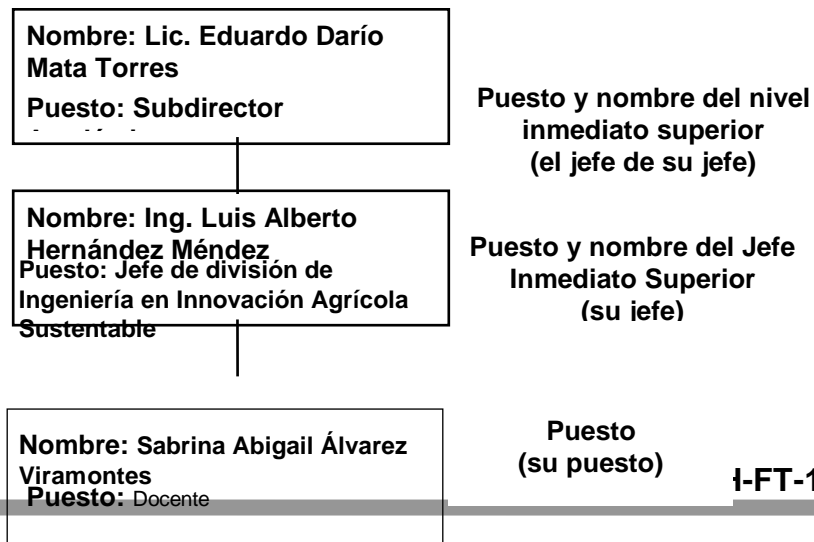 Nombre: Lic. Eduardo Darío
Mata Torres
Puesto: Subdirector
Puesto y nombre del nivel
inmediato superior
(el jefe de su jefe)
Nombre: Ing. Luis Alberto
Hernández Méndez
Puesto: Jefe de división de
Ingeniería en Innovación Agrícola
Sustentable
Puesto y nombre del Jefe
Inmediato Superior
(su jefe)
Nombre: Sabrina Abigail Álvarez
Viramontes
Puesto: Docente
Puesto
(su puesto)
-FT-1